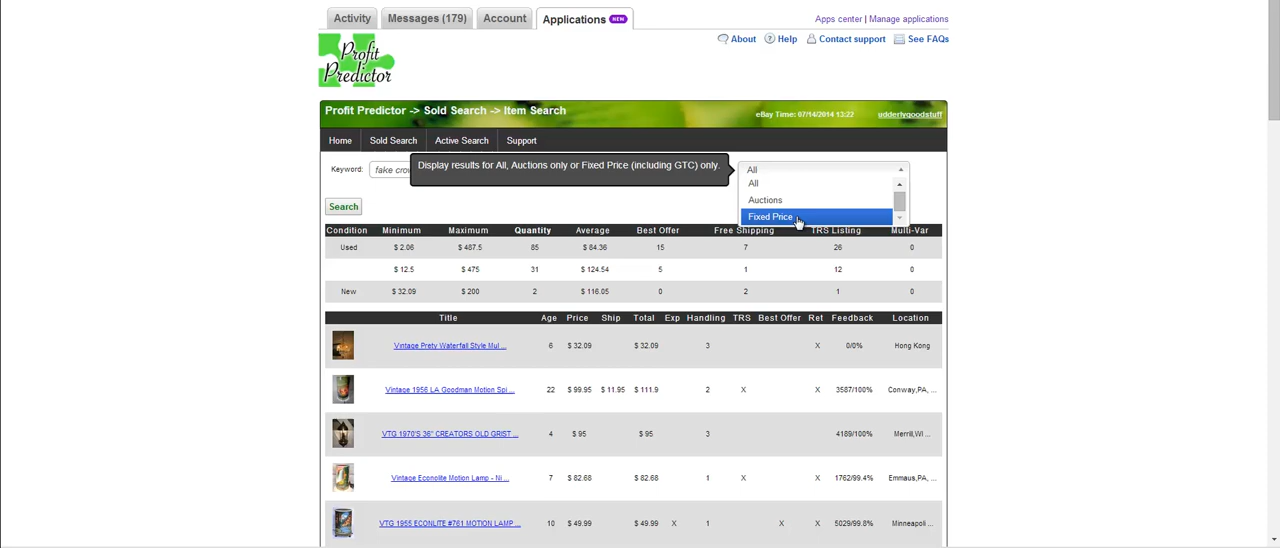 Activity Messages (179) Account Applications NEW Apps center | Manage applications
About Help Contact support See FAQs
Profit
Predictor
Profit Predictor -> Sold Search -> Item Search eBay Time: 07/14/2014 13:22 udderlygoodstuff
Home Sold Search Active Search Support
Keyword: fake crow Display results for All, Auctions only or Fixed Price (including GTC) only. All
All
Auctions
Search Fixed Price
Condition Minimum Maximum Quantity Average Best Offer Free Shipping TRS Listing Multi-Var
Used $ 2.06 $ 487.5 85 $ 84.36 15 7 26 0
$ 12.5 $ 475 31 $ 124.54 5 1 12 0
New $ 32.09 $ 200 2 $ 116.05 0 2 1 0
Title Age Price Ship Total Exp Handling TRS Best Offer Ret Feedback Location
Vintage Prety Waterfall Style Mul ... 6 $ 32.09 $ 32.09 3 X 0/0% Hong Kong
Vintage 1956 LA Goodman Motion Spi ... 22 $ 99.95 $ 11.95 $ 111.9 2 X X 3587/100% Conway,PA, ...
VTG 1970'S 36" CREATORS OLD GRIST ... 4 $ 95 $ 95 3 4189/100% Merrill,WI ...
Vintage Econolite Motion Lamp - Ni ... 7 $ 82.68 $ 82.68 1 X X 1762/99.4% Emmaus,PA, ...
VTG 1955 ECONLITE #761 MOTION LAMP ... 10 $ 49.99 $ 49.99 X 1 X X 5029/99.8% Minneapoli ...